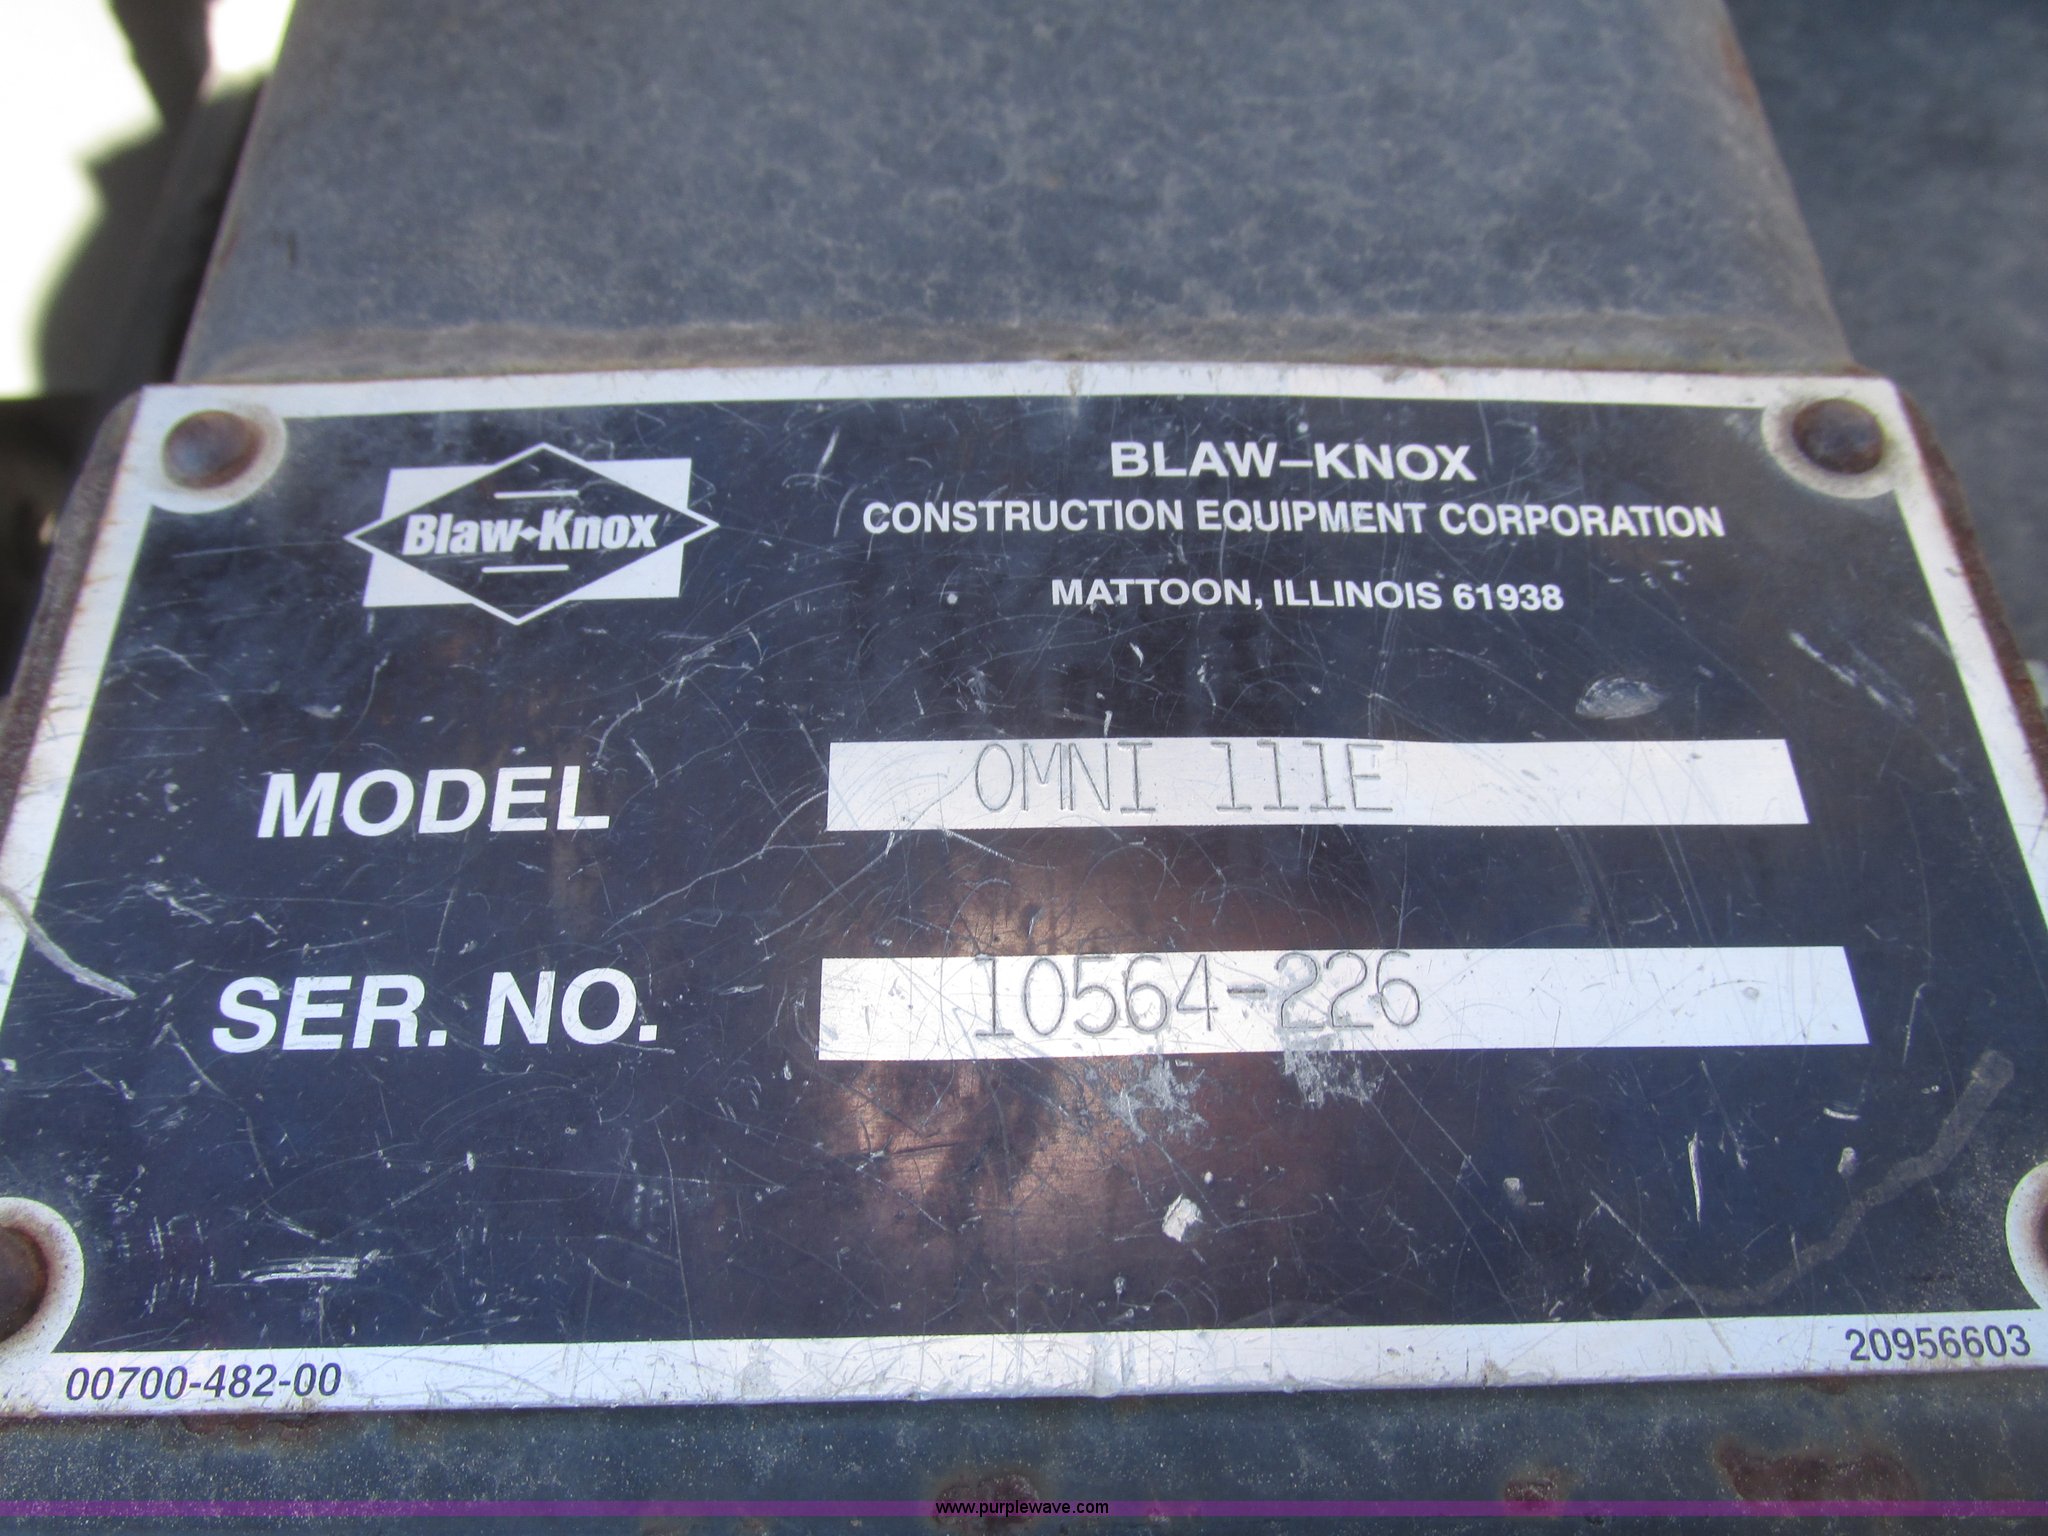 Blaw-Knox
BLAW–KNOX
CONSTRUCTION EQUIPMENT CORPORATION
MATTOON, ILLINOIS 61938
MODEL OMNI 111E
SER. NO. 10564-226
00700-482-00
20956603
www.purplewave.com